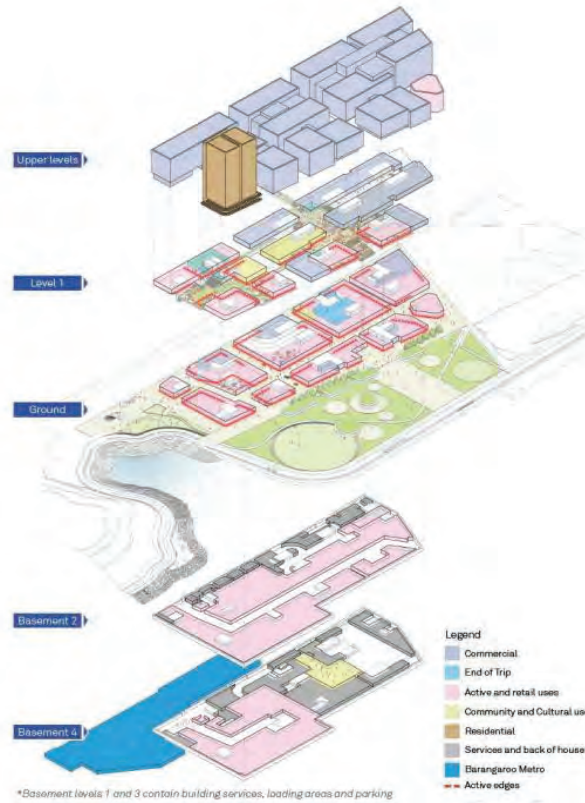 Upper levels
Level 1
Ground
Basement 2
Basement 4
Legend
Commercial
End of Trip
Active and retail uses
Community and Cultural us
Residential
Services and back of house
Barangaroo Metro
Active edges
*Basement levels 1 and 3 contain building services, loading areas and parking